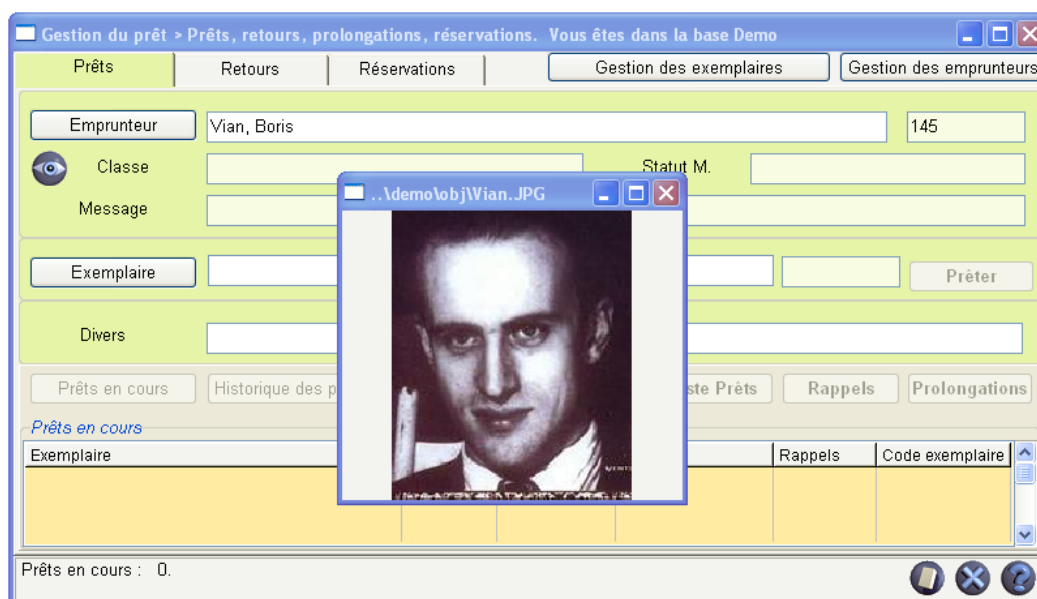 Gestion du prêt > Prêts, retours, prolongations, réservations. Vous êtes dans la base Demo
Prêts Retours Réservations Gestion des exemplaires Gestion des emprunteurs
Emprunteur Vian, Boris 145
Classe Statut M.
..\demo\obj\Vian.JPG
Message
Exemplaire Prêter
Divers
Prêts en cours Historique des p ste Prêts Rappels Prolongations
Prêts en cours
Exemplaire Rappels Code exemplaire
Prêts en cours : 0.